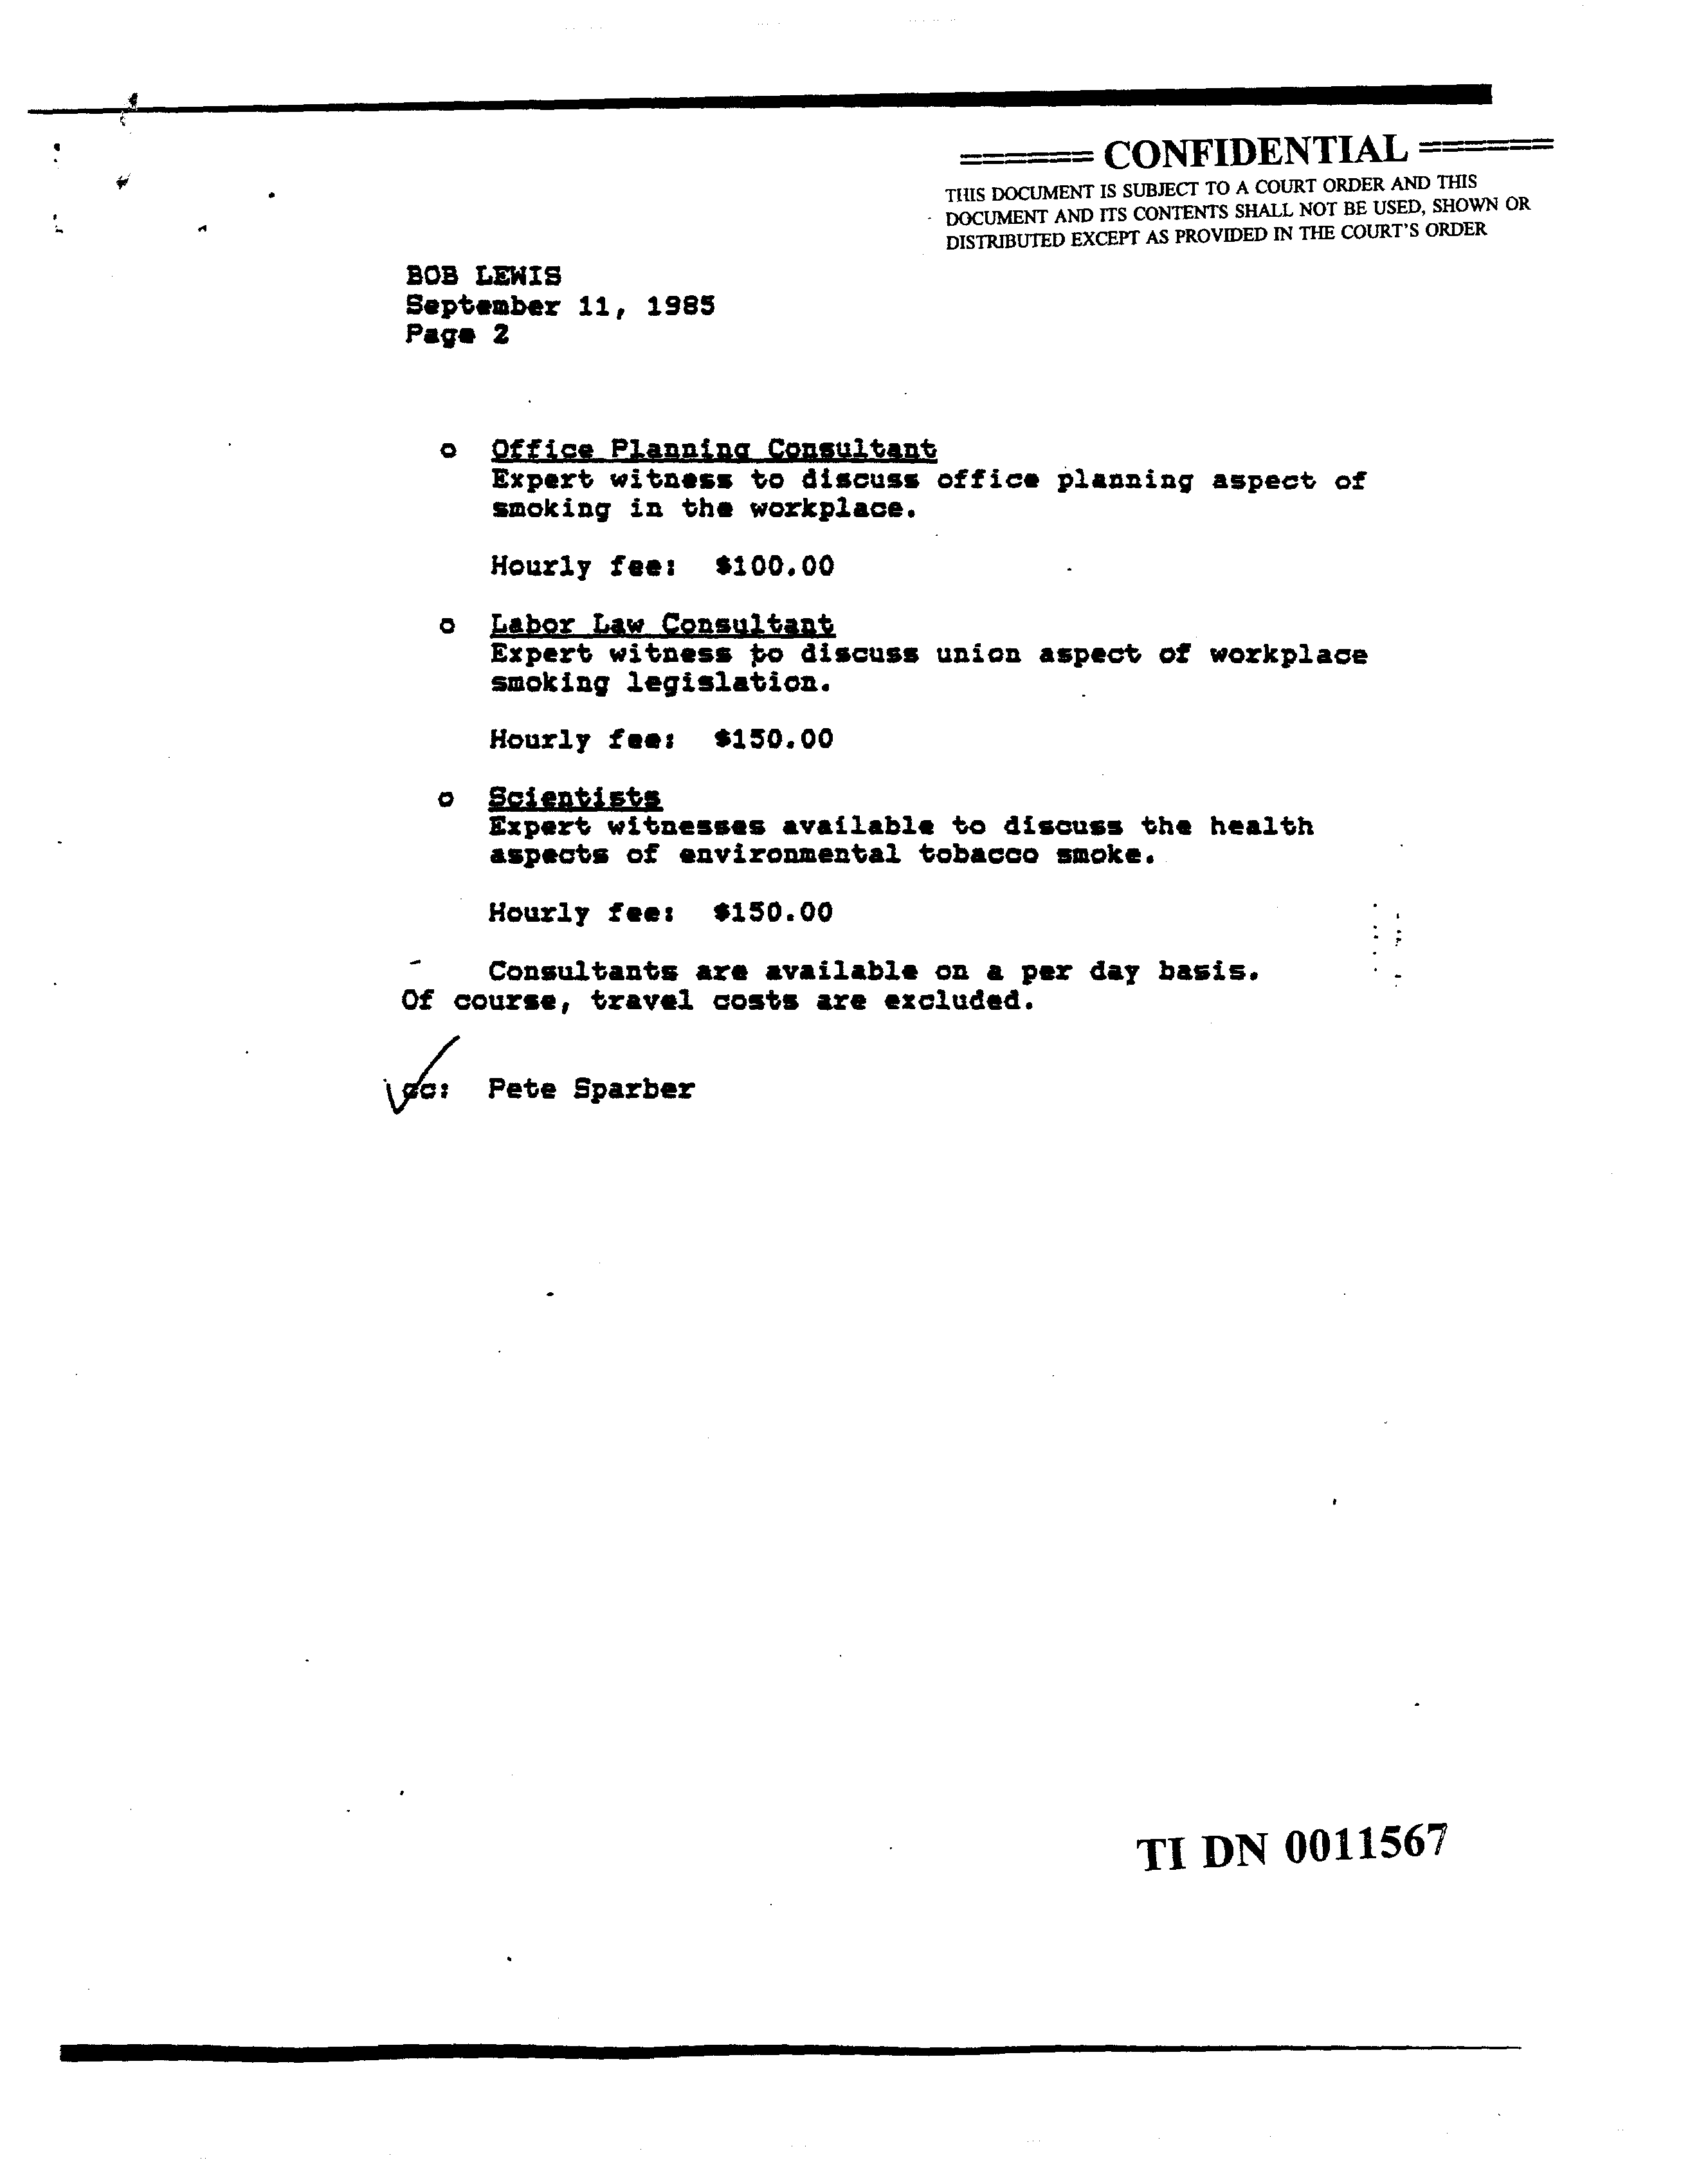 ====== CONFIDENTIAL ======
THIS DOCUMENT IS SUBJECT TO A COURT ORDER AND THIS
DOCUMENT AND ITS CONTENTS SHALL NOT BE USED, SHOWN OR
DISTRIBUTED EXCEPT AS PROVIDED IN THE COURT'S ORDER
BOB LEWIS
September 11, 1985
Page 2
o Office Planning Consultant
Expert witness to discuss office planning aspect of
smoking in the workplace.
Hourly fee: $100.00
o Labor Law Consultant
Expert witness to discuss union aspect of workplace
smoking legislation.
Hourly fee: $150.00
o Scientists
Expert witnesses available to discuss the health
aspects of environmental tobacco smoke.
Hourly fee: $150.00
Consultants are available on a per day basis.
Of course, travel costs are excluded.
cc: Pete Sparber
TI DN 0011567